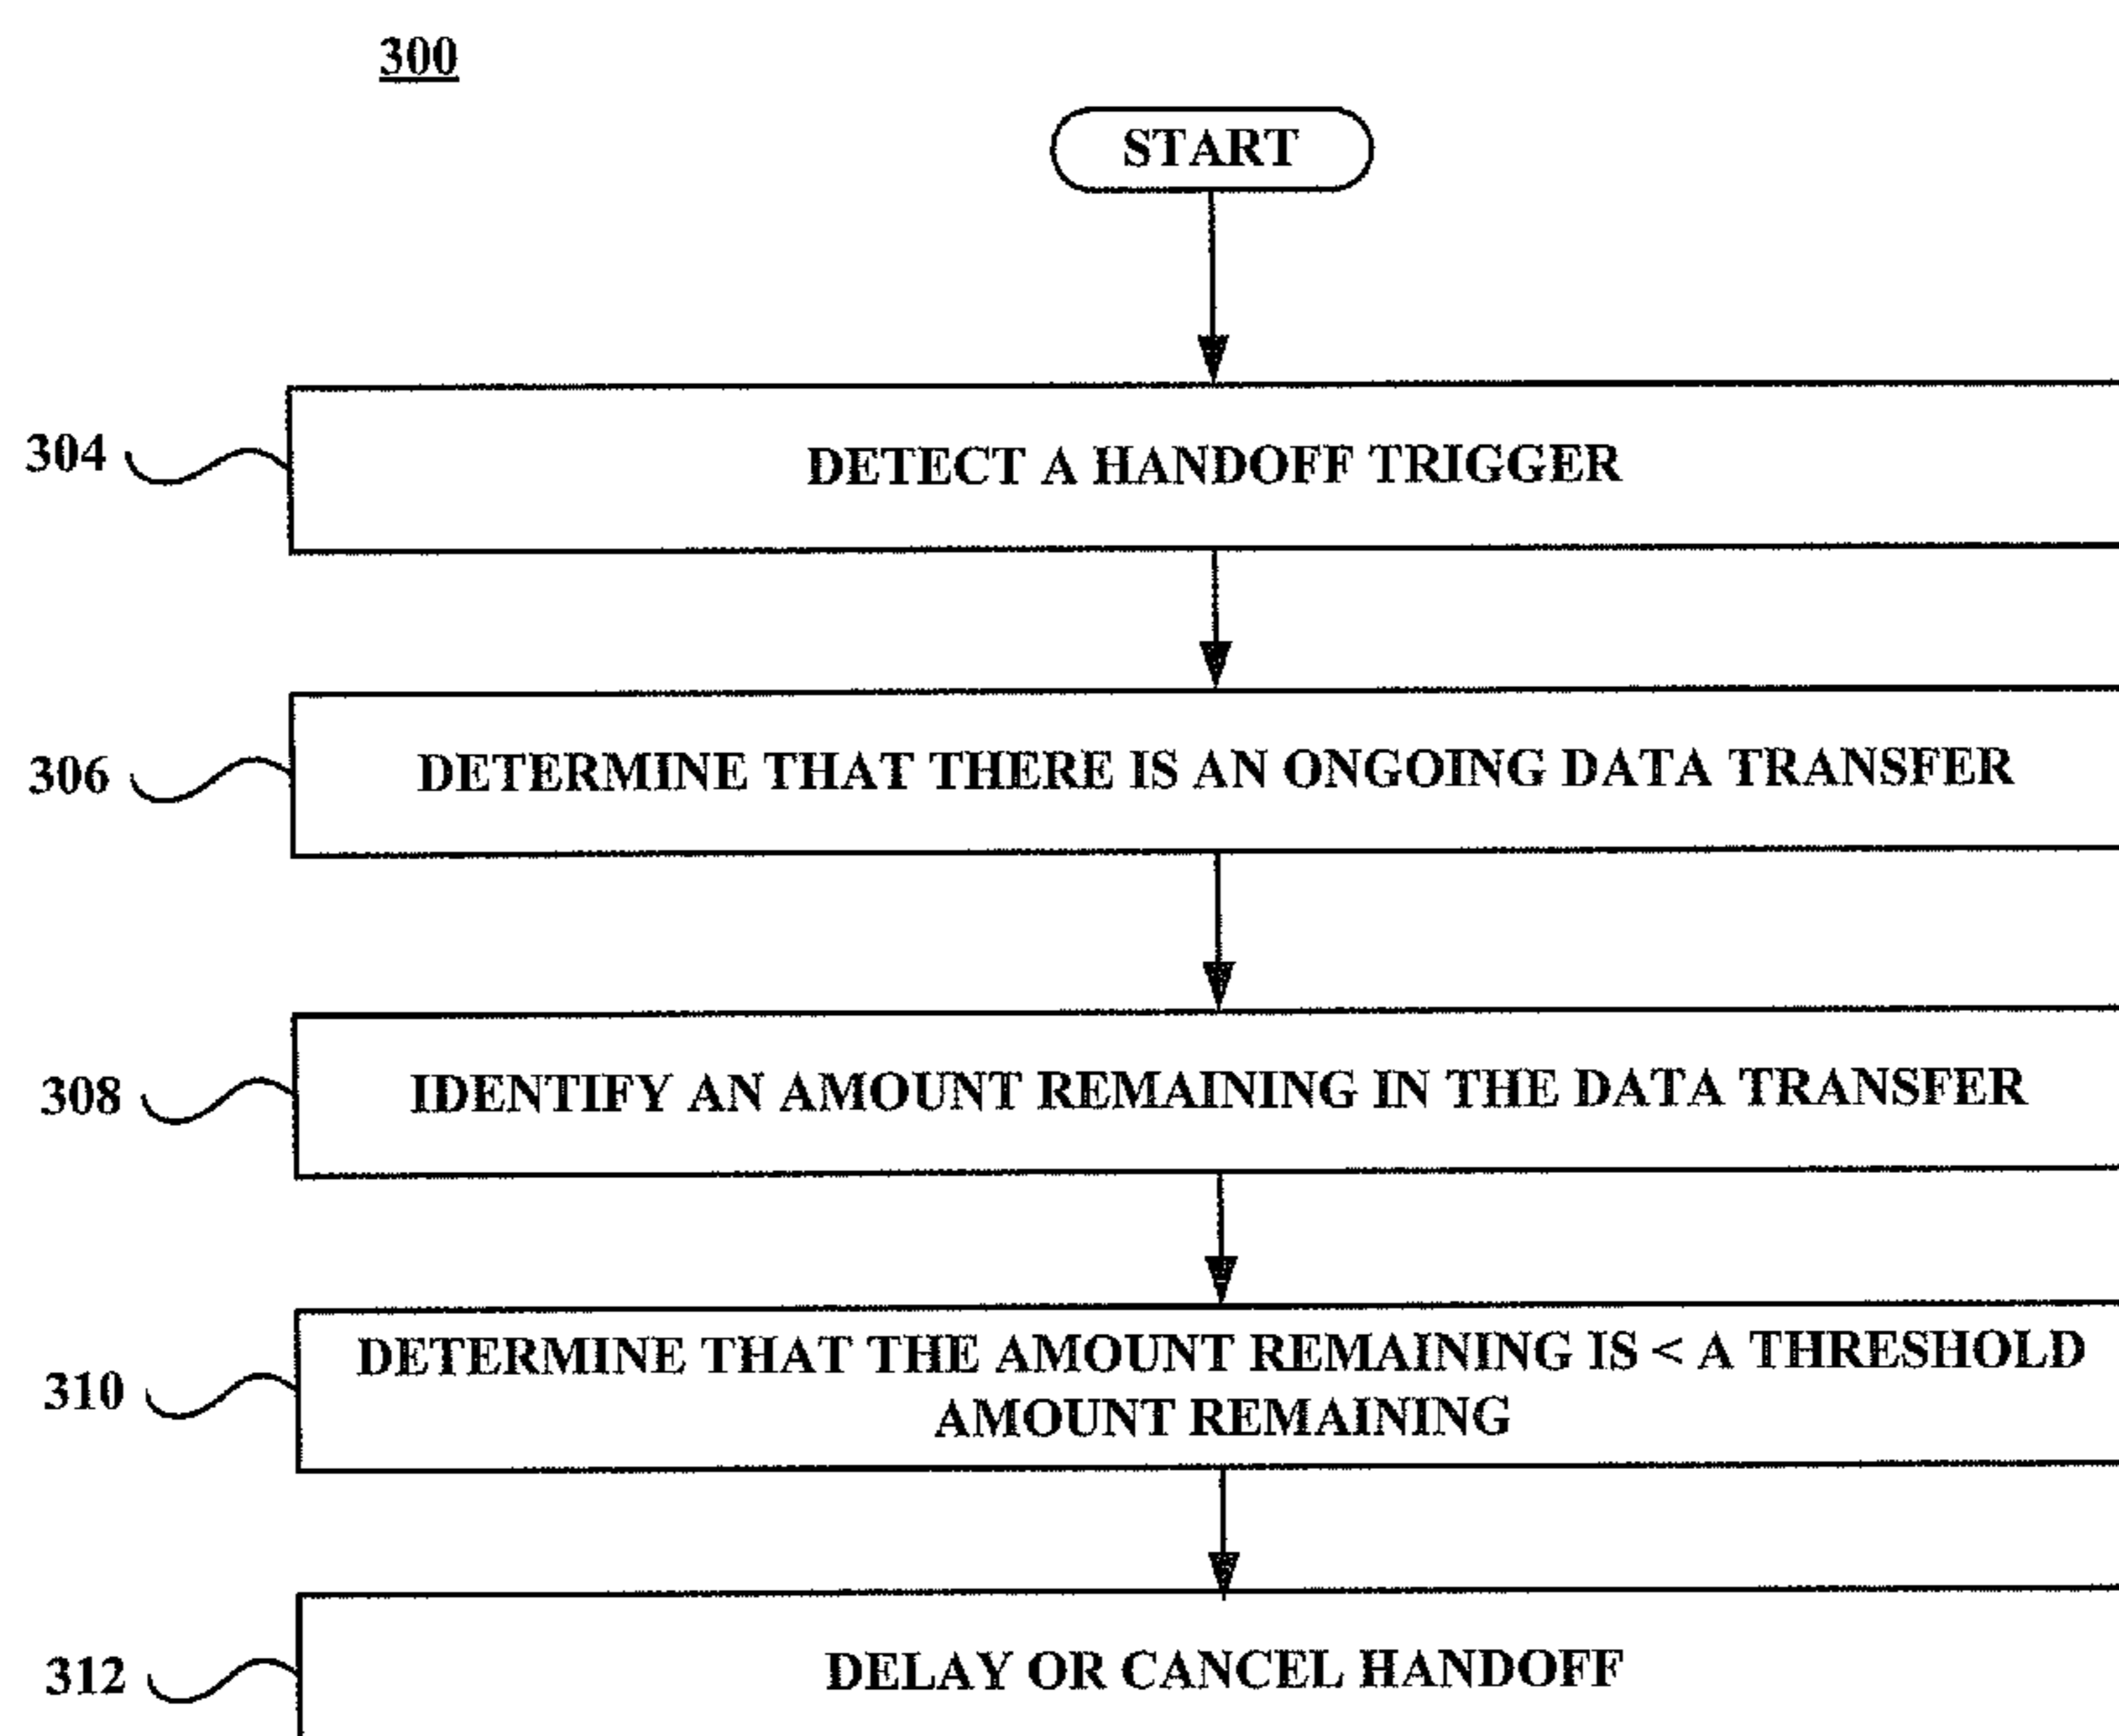 300
START
304
DETECT A HANDOFF TRIGGER
306
DETERMINE THAT THERE IS AN ONGOING DATA TRANSFER
308
IDENTIFY AN AMOUNT REMAINING IN THE DATA TRANSFER
310
DETERMINE THAT THE AMOUNT REMAINING IS < A THRESHOLD
AMOUNT REMAINING
312
DELAY OR CANCEL HANDOFF